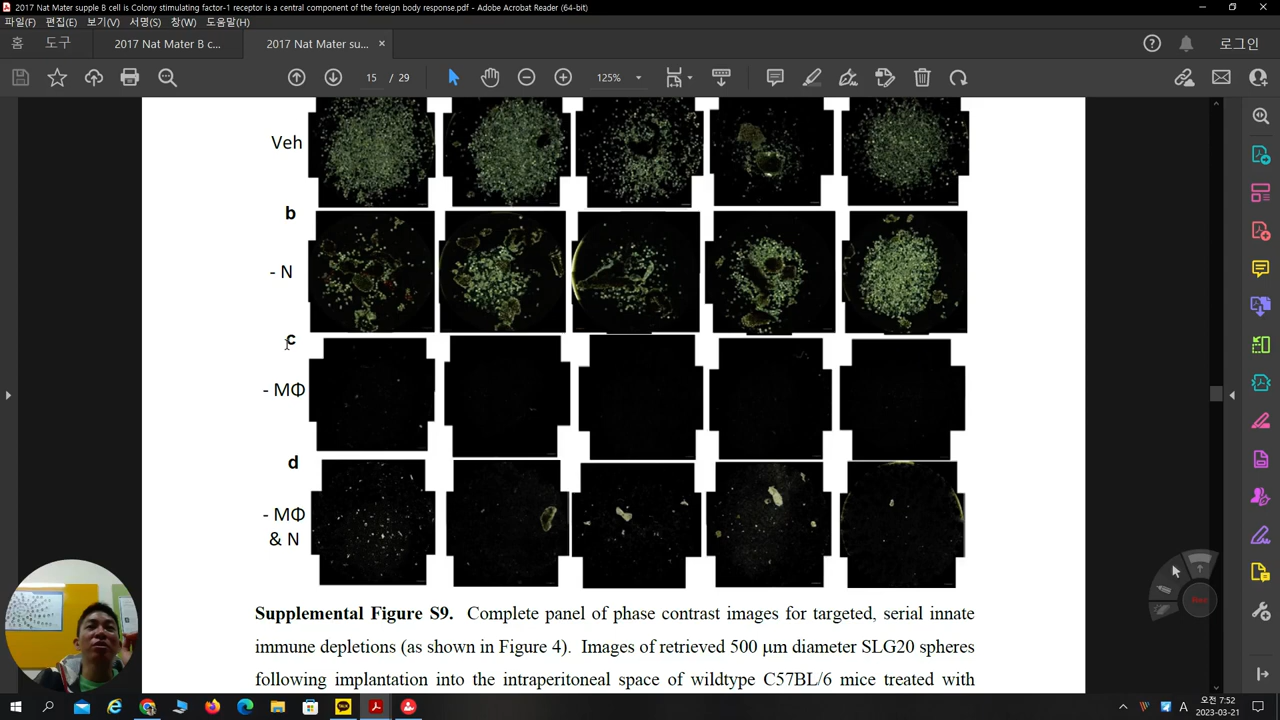 2017 Nat Mater supple B cell is Colony stimulating factor-1 receptor is a central component of the foreign body response.pdf - Adobe Acrobat Reader (64-bit)
파일(F) 편집(E) 보기(V) 서명(S) 창(W) 도움말(H)
홈 도구 2017 Nat Mater B c... 2017 Nat Mater su... × 로그인
15 / 29 125%
Veh
b
- N
c
- MΦ
d
- MΦ
& N
Supplemental Figure S9. Complete panel of phase contrast images for targeted, serial innate
immune depletions (as shown in Figure 4). Images of retrieved 500 μm diameter SLG20 spheres
following implantation into the intraperitoneal space of wildtype C57BL/6 mice treated with
A 오전 7:52
2023-03-21